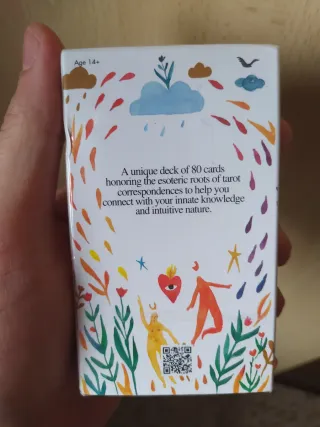 Age 14+
A unique deck of 80 cards
honoring the esoteric roots of tarot
correspondences to help you
connect with your innate knowledge
and intuitive nature.